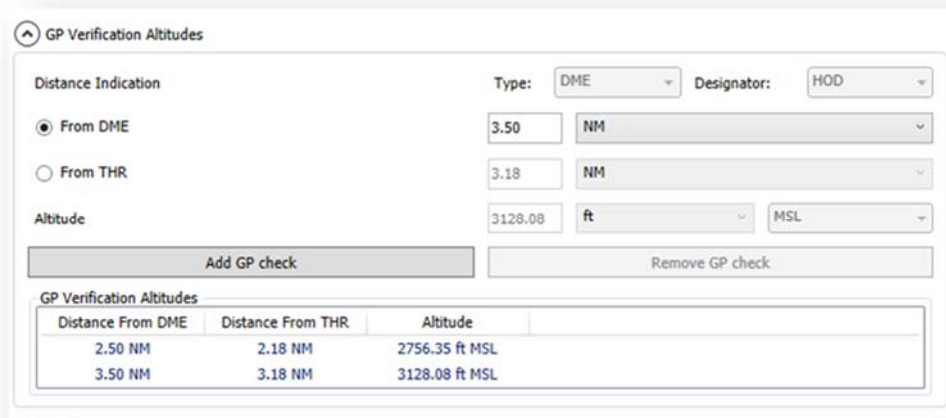 GP Verification Altitudes
Distance Indication Type: DME Designator: HOD
From DME 3.50 NM
From THR 3.18 NM
Altitude 3128.08 ft MSL
Add GP check Remove GP check
GP Verification Altitudes
Distance From DME Distance From THR Altitude
2.50 NM 2.18 NM 2756.35 ft MSL
3.50 NM 3.18 NM 3128.08 ft MSL